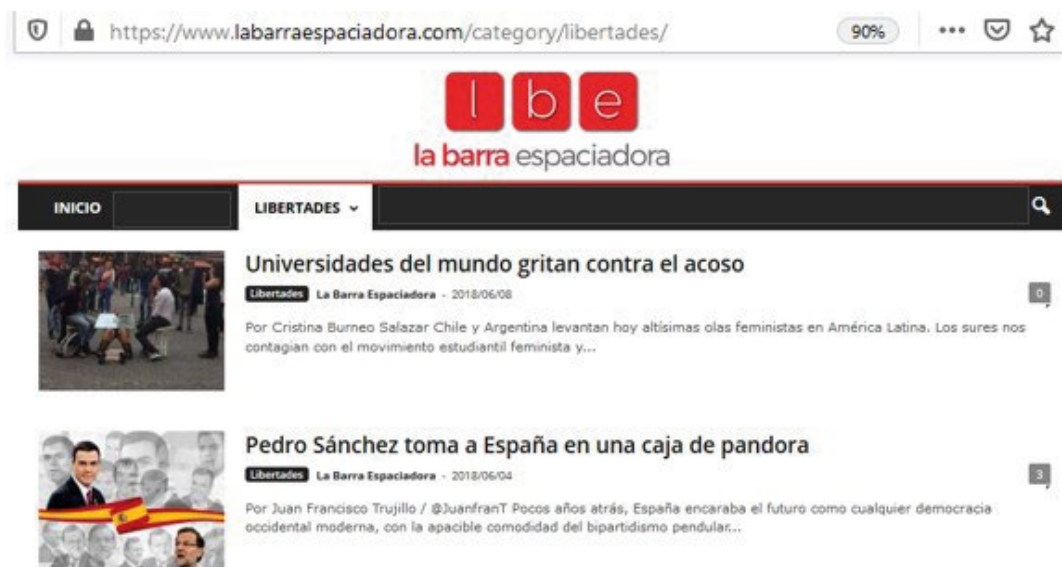 https://www.labarraespaciadora.com/category/libertades/
90%
lbe
la barra espaciadora
INICIO
LIBERTADES
Universidades del mundo gritan contra el acoso
Libertades La Barra Espaciadora - 2018/06/08
0
Por Cristina Burneo Salazar Chile y Argentina levantan hoy altísimas olas feministas en América Latina. Los sures nos
contagian con el movimiento estudiantil feminista y...
Pedro Sánchez toma a España en una caja de pandora
Libertades La Barra Espaciadora - 2018/06/04
3
Por Juan Francisco Trujillo / @JuanfranT Pocos años atrás, España encaraba el futuro como cualquier democracia
occidental moderna, con la apacible comodidad del bipartidismo pendular...